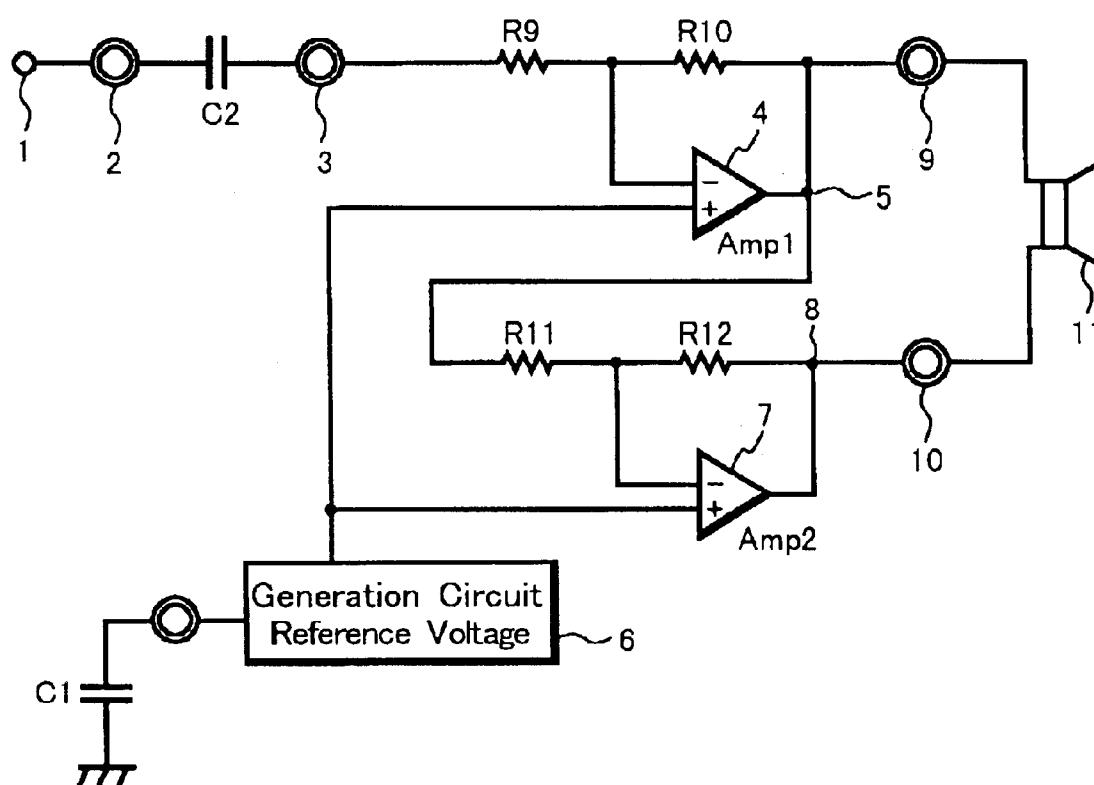 R9
R10
1
2
C2
3
4
9
-
+
5
Amp1
11
R11
R12
8
7
10
-
+
Amp2
Generation Circuit
Reference Voltage
6
C1